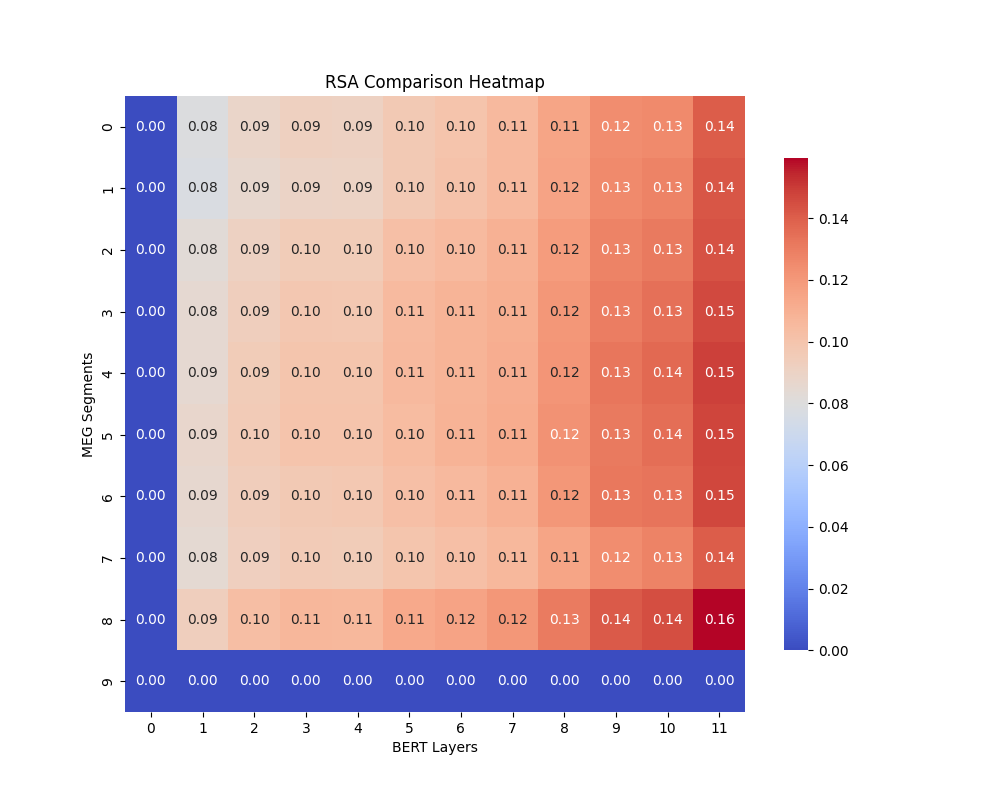 RSA Comparison Heatmap
0 0.00 0.08 0.09 0.09 0.09 0.10 0.10 0.11 0.11 0.12 0.13 0.14
1 0.00 0.08 0.09 0.09 0.09 0.10 0.10 0.11 0.12 0.13 0.13 0.14
2 0.00 0.08 0.09 0.10 0.10 0.10 0.10 0.11 0.12 0.13 0.13 0.14
3 0.00 0.08 0.09 0.10 0.10 0.11 0.11 0.11 0.12 0.13 0.13 0.15
4 0.00 0.09 0.09 0.10 0.10 0.11 0.11 0.11 0.12 0.13 0.14 0.15
5 0.00 0.09 0.10 0.10 0.10 0.10 0.11 0.11 0.12 0.13 0.14 0.15
6 0.00 0.09 0.09 0.10 0.10 0.10 0.11 0.11 0.12 0.13 0.13 0.15
7 0.00 0.08 0.09 0.10 0.10 0.10 0.10 0.11 0.11 0.12 0.13 0.14
8 0.00 0.09 0.10 0.11 0.11 0.11 0.12 0.12 0.13 0.14 0.14 0.16
9 0.00 0.00 0.00 0.00 0.00 0.00 0.00 0.00 0.00 0.00 0.00 0.00
0 1 2 3 4 5 6 7 8 9 10 11
BERT Layers
MEG Segments
0.14
0.12
0.10
0.08
0.06
0.04
0.02
0.00